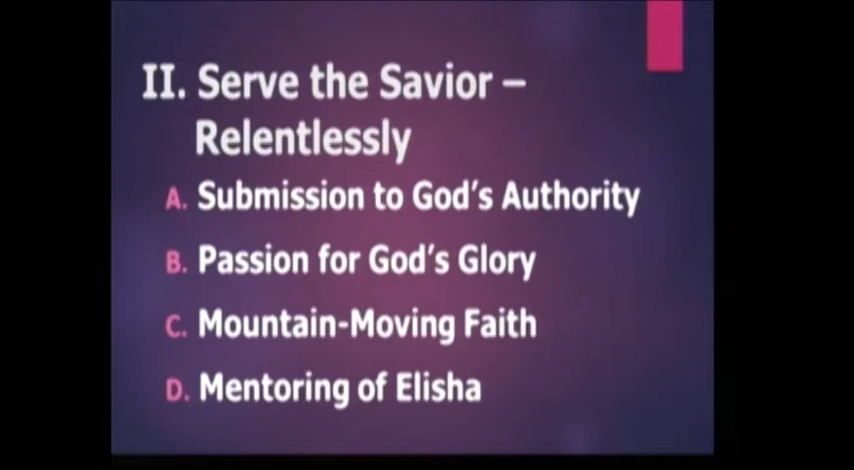 II. Serve the Savior –
Relentlessly
A. Submission to God's Authority
B. Passion for God's Glory
C. Mountain-Moving Faith
D. Mentoring of Elisha